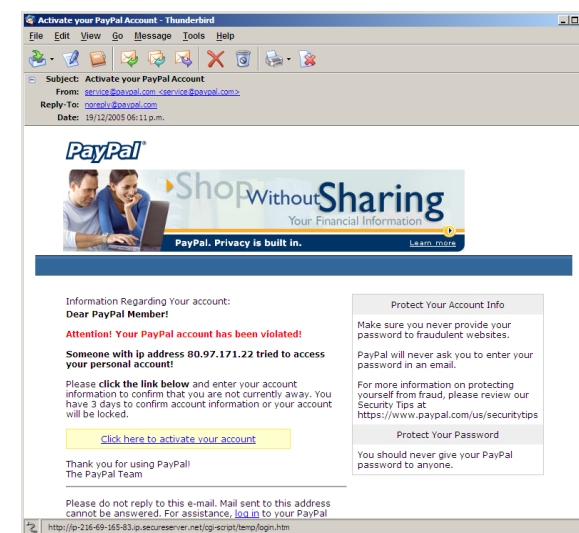 Activate your PayPal Account - Thunderbird
File Edit View Go Message Tools Help
Subject: Activate your PayPal Account
From: service@paypal.com <service@paypal.com>
Reply-To: noreply@paypal.com
Date: 19/12/2005 06:11 p.m.
PayPal
Shop Without Sharing
Your Financial Information
PayPal. Privacy is built in. Learn more
Information Regarding Your account:
Dear PayPal Member!
Attention! Your PayPal account has been violated!
Someone with ip address 80.97.171.22 tried to access
your personal account!
Please click the link below and enter your account
information to confirm that you are not currently away. You
have 3 days to confirm account information or your account
will be locked.
Click here to activate your account
Thank you for using PayPal!
The PayPal Team
Please do not reply to this e-mail. Mail sent to this address
cannot be answered. For assistance, log in to your PayPal
Protect Your Account Info
Make sure you never provide your
password to fraudulent websites.
PayPal will never ask you to enter your
password in an email.
For more information on protecting
yourself from fraud, please review our
Security Tips at
https://www.paypal.com/us/securitytips
Protect Your Password
You should never give your PayPal
password to anyone.
http://ip-216-69-165-83.ip.secureserver.net/cgi-script/temp/login.htm